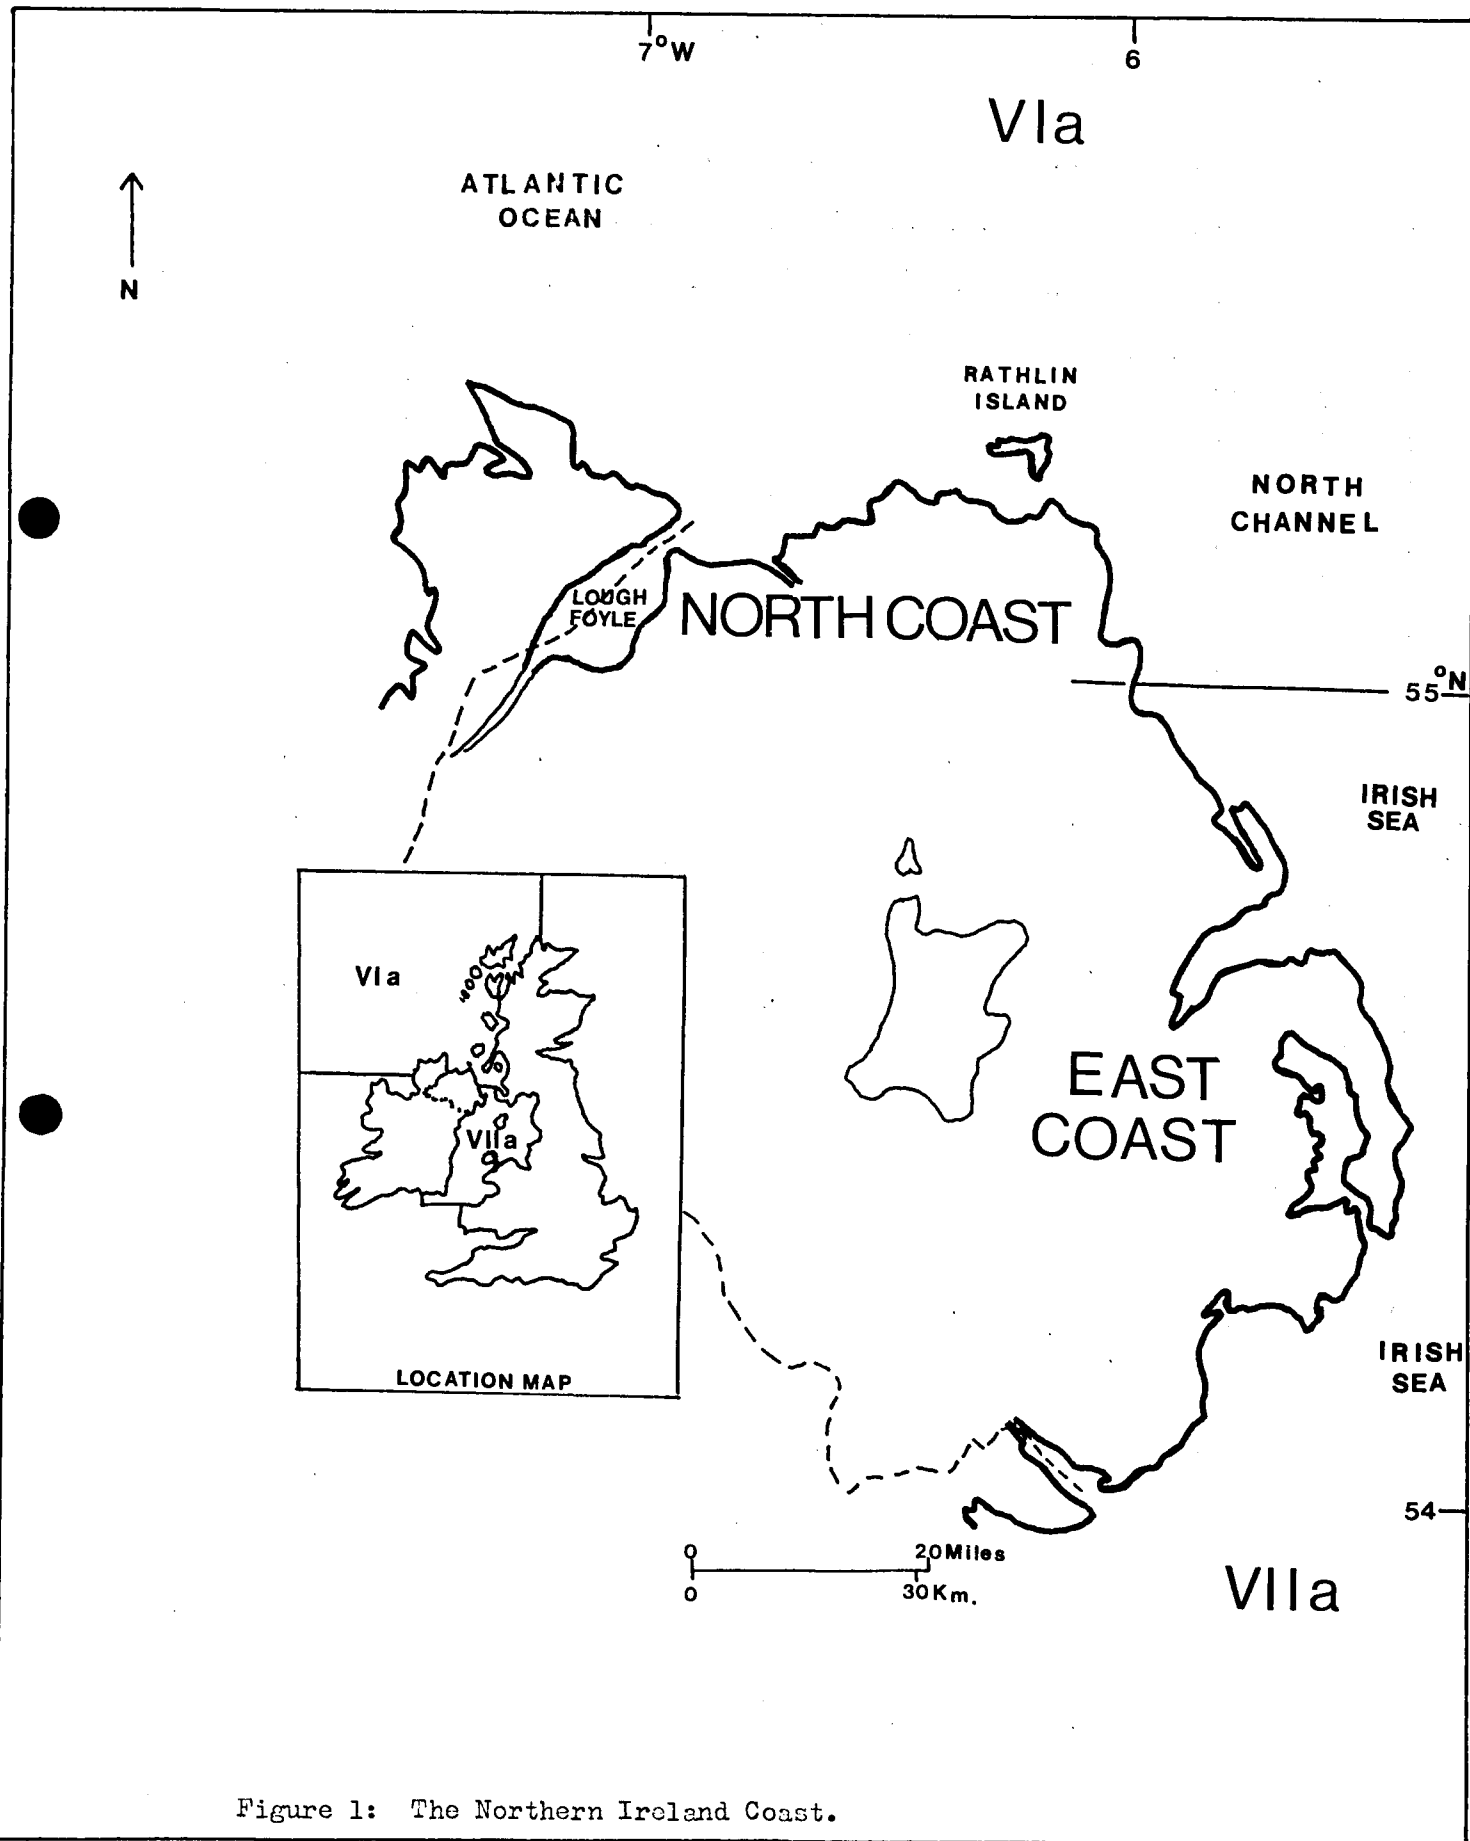 7°W
6
VIa
ATLANTIC
OCEAN
N
RATHLIN
ISLAND
NORTH
CHANNEL
LOUGH
FOYLE
NORTH COAST
55°N
IRISH
SEA
VIa
EAST
COAST
VIIa
LOCATION MAP
IRISH
SEA
54
0
20Miles
0
30Km.
VIIa
Figure 1: The Northern Ireland Coast.